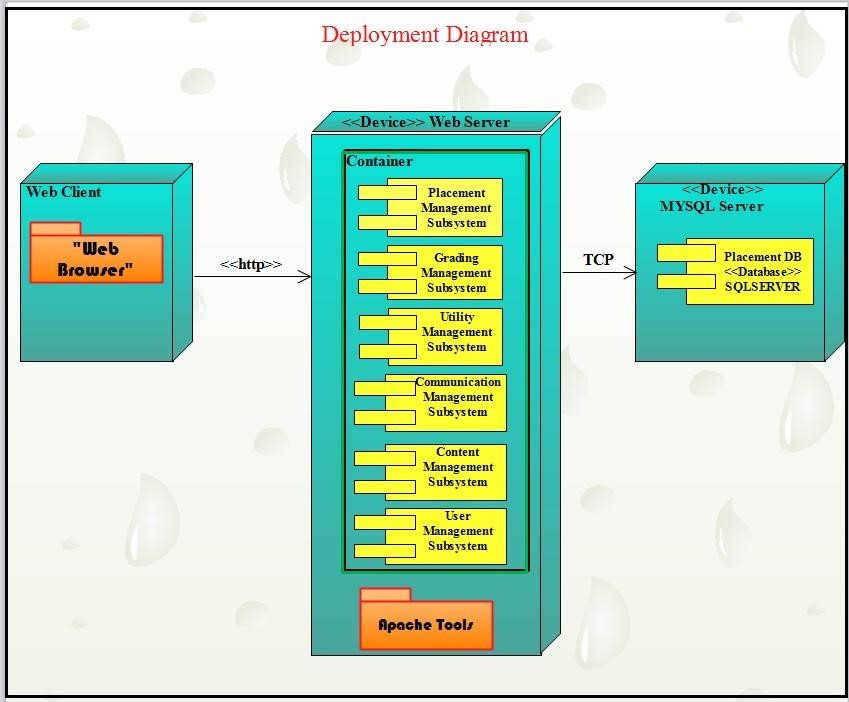 Deployment Diagram
Web Client
"Web
Browser"
<<http>>
<<Device>> Web Server
Container
Placement
Management
Subsystem
Grading
Management
Subsystem
Utility
Management
Subsystem
Communication
Management
Subsystem
Content
Management
Subsystem
User
Management
Subsystem
Apache Tools
TCP
<<Device>>
MYSQL Server
Placement DB
<<Database>>
SQLSERVER